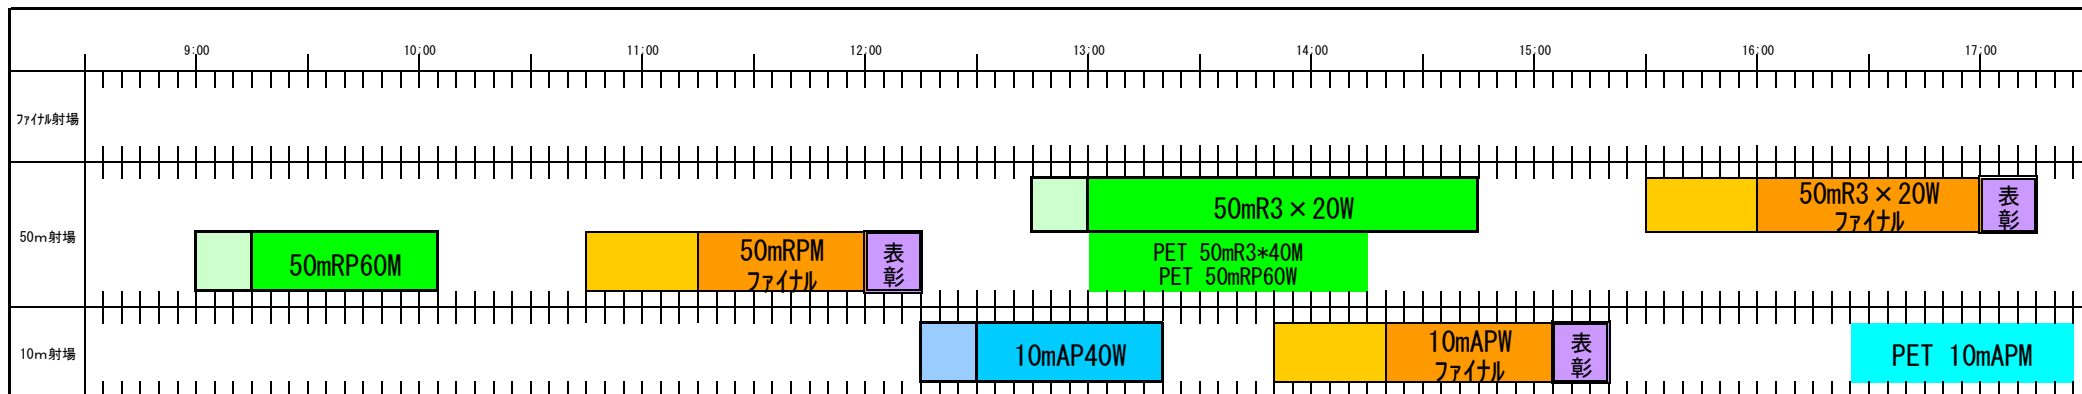 9:00 10:00 11:00 12:00 13:00 14:00 15:00 16:00 17:00
ファイナル射場
50m射場
50mRP60M
50mRPM
ファイナル
表
彰
50mR3×20W
PET 50mR3*40M
PET 50mRP60W
50mR3×20W
ファイナル
表
彰
10m射場
10mAP40W
10mAPW
ファイナル
表
彰
PET 10mAPM